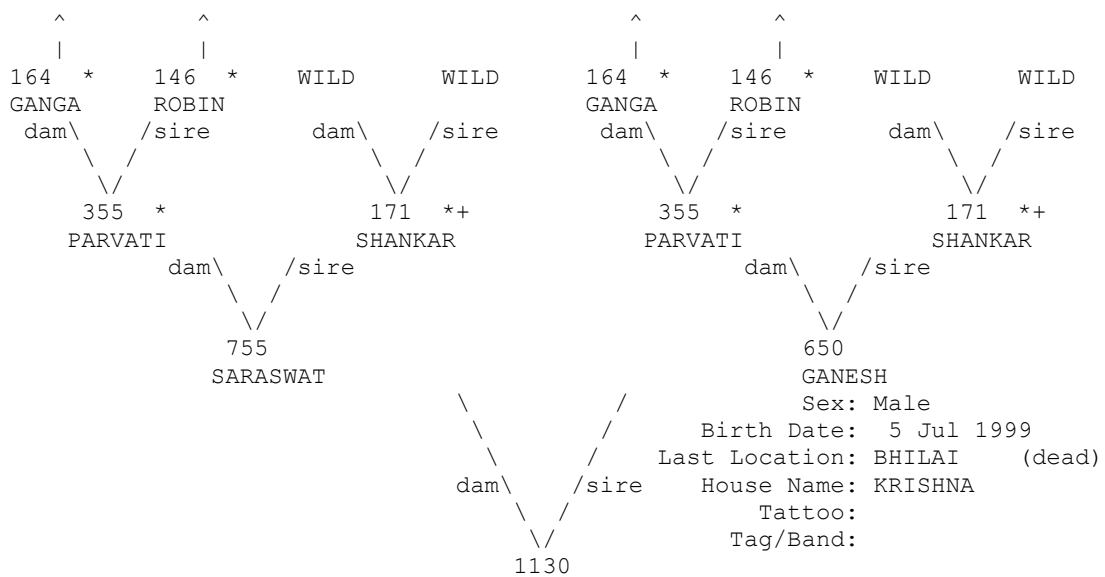 ^ ^ ^ ^
| | | |
164 * 146 * WILD WILD 164 * 146 * WILD WILD
GANGA ROBIN GANGA ROBIN
dam\ /sire dam\ /sire dam\ /sire dam\ /sire
\ / \ / \ / \ /
\/ \/ \/ \/
355 * 171 *+ 355 * 171 *+
PARVATI SHANKAR PARVATI SHANKAR
dam\ /sire dam\ /sire
\ / \ /
\/ \/
755 650
SARASWAT GANESH
\ / Sex: Male
\ / Birth Date: 5 Jul 1999
\ / Last Location: BHILAI (dead)
dam\ /sire House Name: KRISHNA
\ / Tattoo:
\/ Tag/Band:
1130